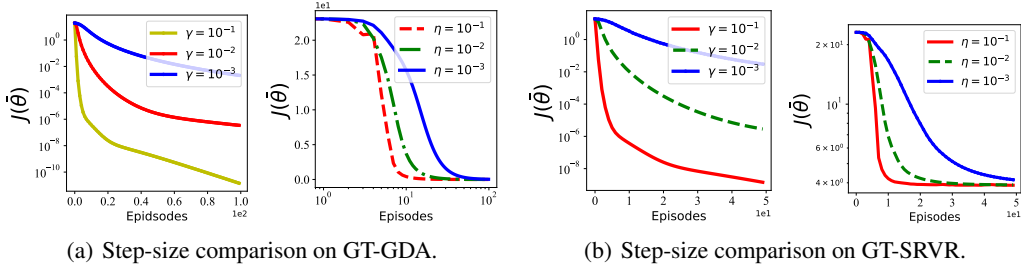 J(θ̄)
10¹
10⁻¹
10⁻⁴
10⁻⁶
10⁻⁸
10⁻¹⁰
γ = 10⁻¹
γ = 10⁻²
γ = 10⁻³
0.0 0.2 0.4 0.6 0.8 1.0
1e2
Epidsodes
J(θ̄)
1e1
2.0
1.5
1.0
0.5
0.0
η = 10⁻¹
η = 10⁻²
η = 10⁻³
10⁰ 10¹ 10²
Episodes
(a) Step-size comparison on GT-GDA.
J(θ̄)
10²
10⁰
10⁻²
10⁻⁴
10⁻⁶
10⁻⁸
γ = 10⁻¹
γ = 10⁻²
γ = 10⁻³
0 1 2 3 4 5
1e1
Episodes
J(θ̄)
2 × 10¹
10¹
6 × 10⁰
4 × 10⁰
η = 10⁻¹
η = 10⁻²
η = 10⁻³
0 1 2 3 4 5
1e1
Episodes
(b) Step-size comparison on GT-SRVR.